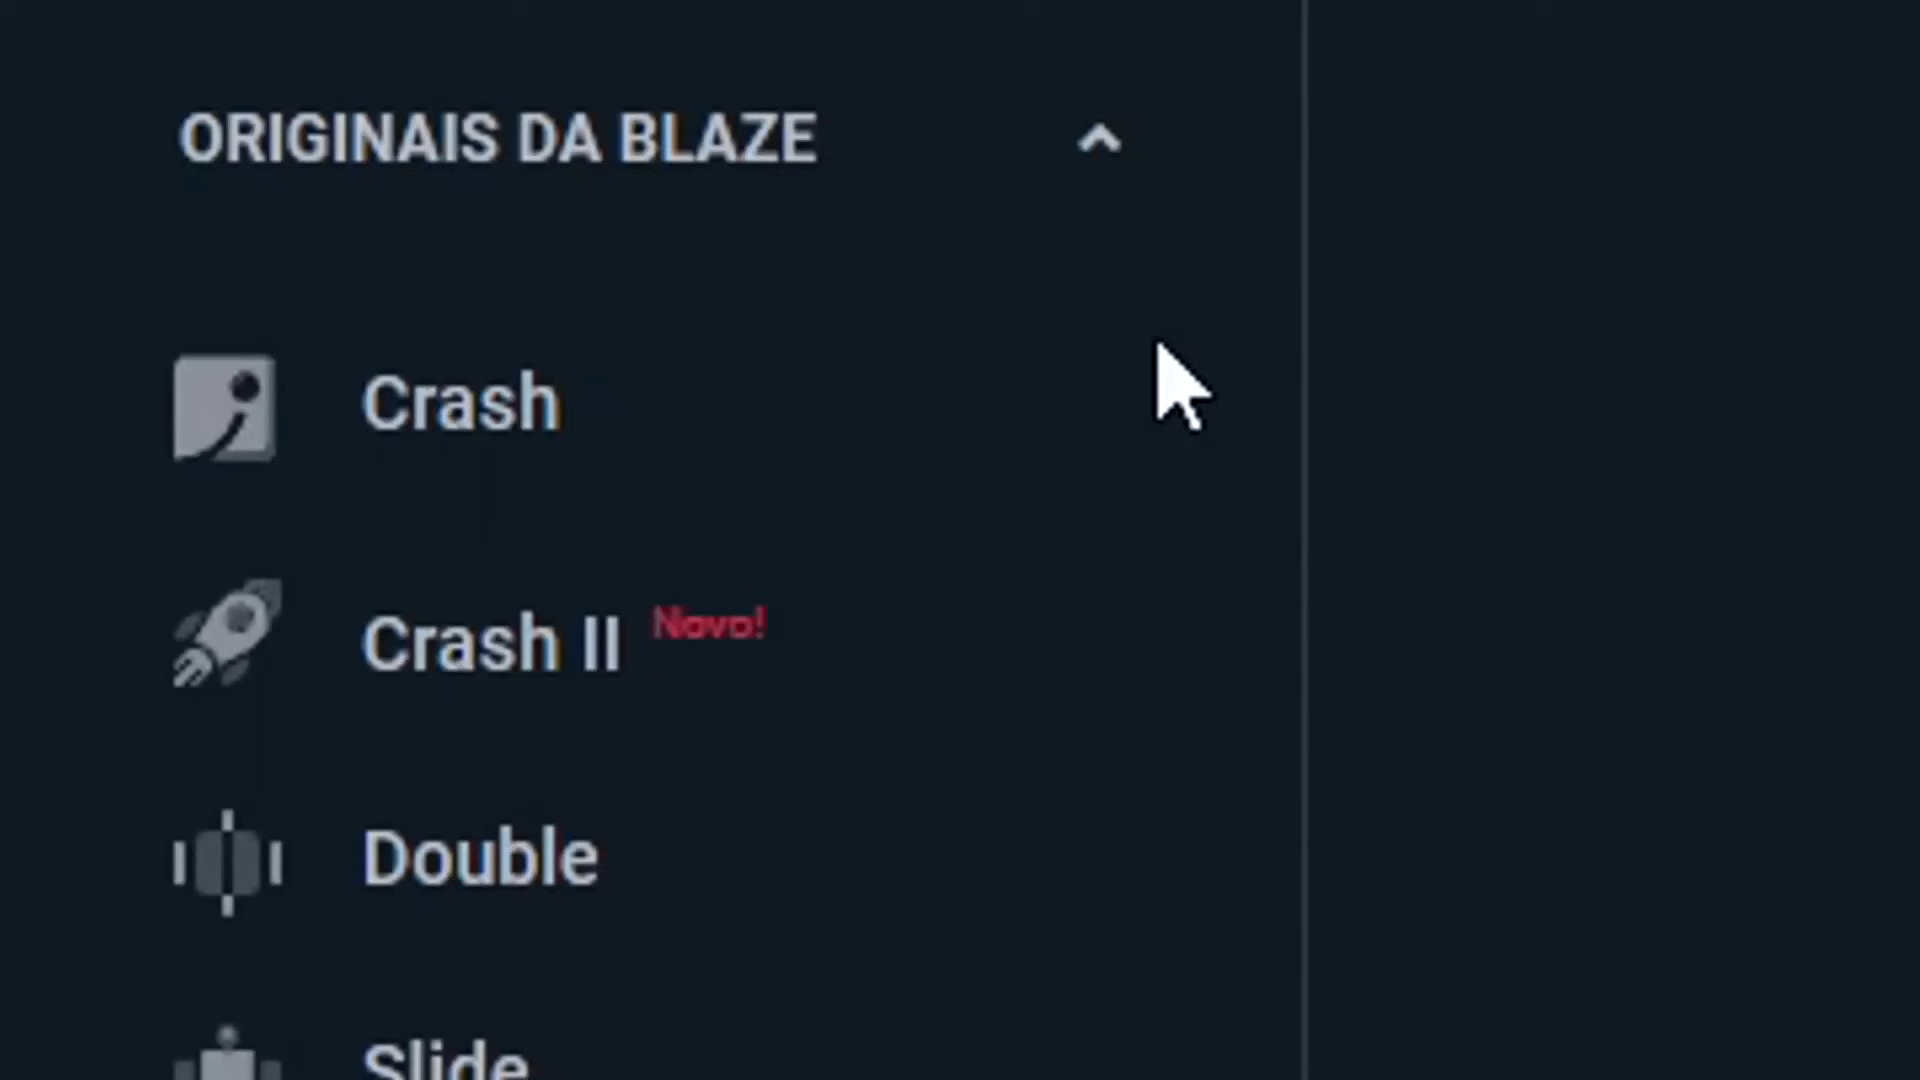 ORIGINAIS DA BLAZE
Crash
Crash II Novo!
Double
Slide